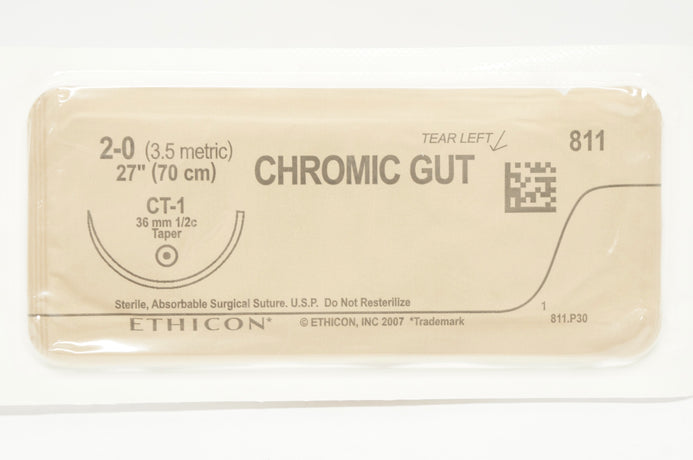 TEAR LEFT
811
2-0 (3.5 metric)
27" (70 cm)
CHROMIC GUT
CT-1
36 mm 1/2c
Taper
Sterile, Absorbable Surgical Suture. U.S.P. Do Not Resterilize
1
ETHICON* © ETHICON, INC 2007 *Trademark
811.P30